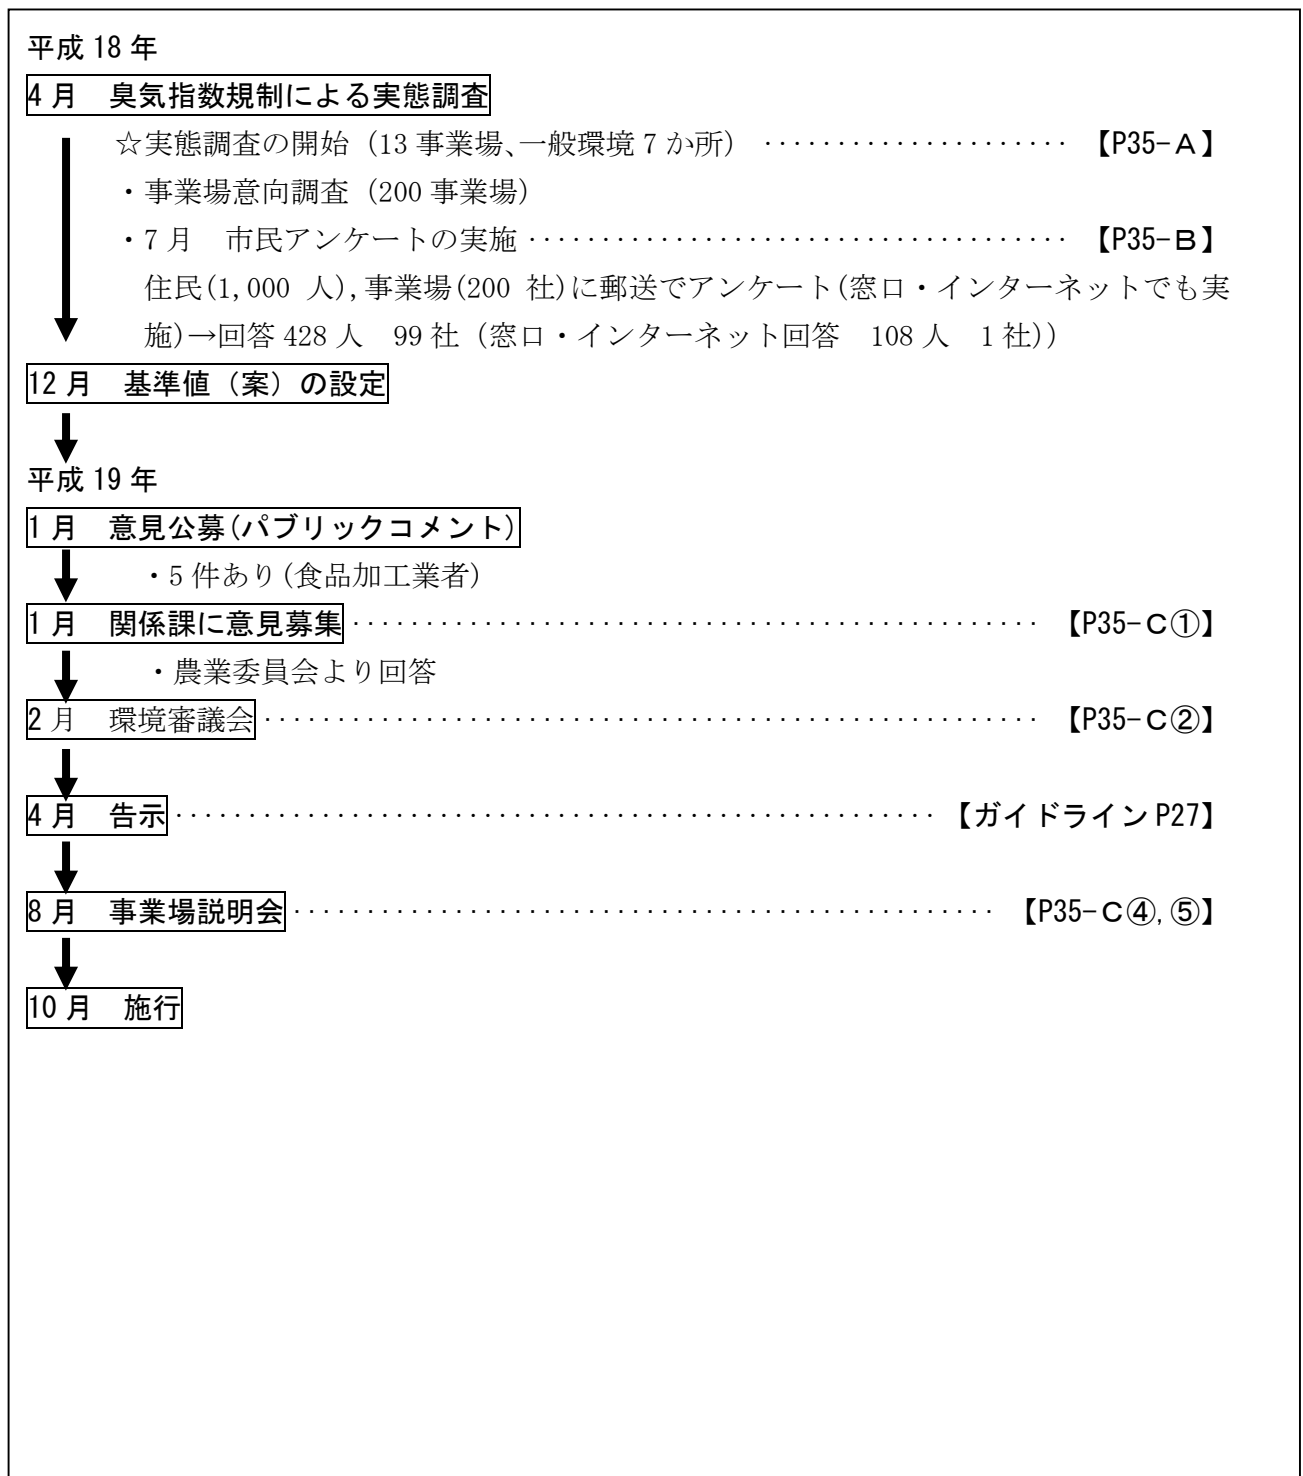 平成 18 年
4 月　臭気指数規制による実態調査
☆実態調査の開始（13 事業場、一般環境 7 か所） ‥‥‥‥‥‥‥‥‥‥ 【P35-A】
・事業場意向調査（200 事業場）
・7 月　市民アンケートの実施 ‥‥‥‥‥‥‥‥‥‥‥‥‥‥‥‥‥‥ 【P35-B】
住民(1,000 人),事業場(200 社)に郵送でアンケート(窓口・インターネットでも実
施)→回答 428 人　99 社（窓口・インターネット回答　108 人　1 社))
12 月　基準値（案）の設定
平成 19 年
1 月　意見公募(パブリックコメント)
・5 件あり(食品加工業者)
1 月　関係課に意見募集 ‥‥‥‥‥‥‥‥‥‥‥‥‥‥‥‥‥‥‥‥‥‥‥ 【P35-C①】
・農業委員会より回答
2 月　環境審議会 ‥‥‥‥‥‥‥‥‥‥‥‥‥‥‥‥‥‥‥‥‥‥‥‥‥‥ 【P35-C②】
4 月　告示 ‥‥‥‥‥‥‥‥‥‥‥‥‥‥‥‥‥‥‥‥‥‥‥‥‥‥ 【ガイドライン P27】
8 月　事業場説明会 ‥‥‥‥‥‥‥‥‥‥‥‥‥‥‥‥‥‥‥‥‥‥‥‥ 【P35-C④,⑤】
10 月　施行